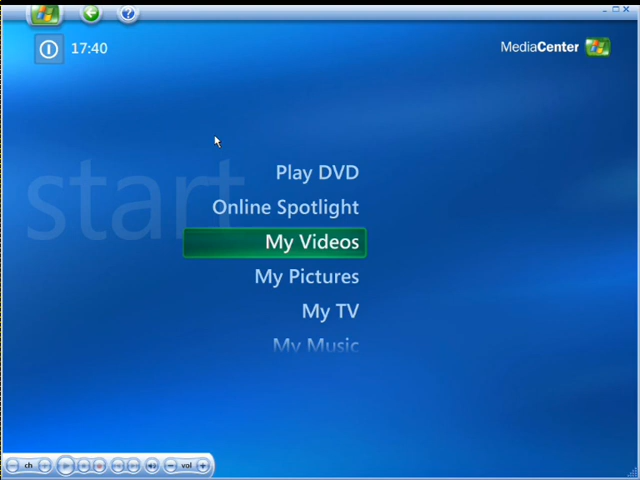 17:40
MediaCenter
start
Play DVD
Online Spotlight
My Videos
My Pictures
My TV
My Music
ch
vol